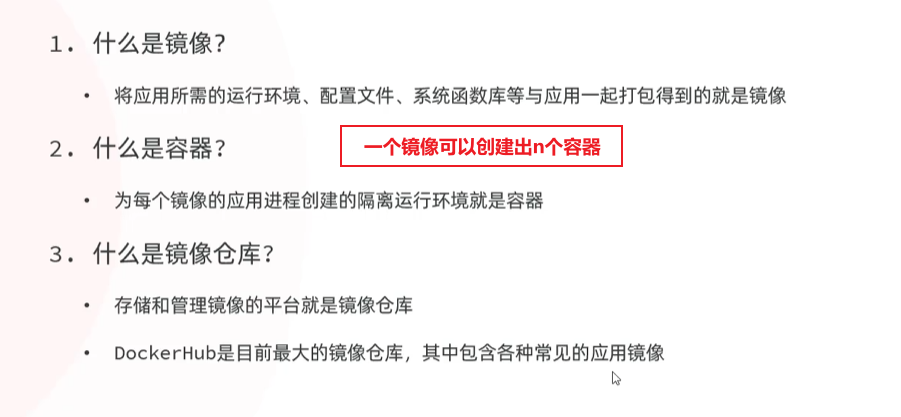 1. 什么是镜像?
• 将应用所需的运行环境、配置文件、系统函数库等与应用一起打包得到的就是镜像
2. 什么是容器?
一个镜像可以创建出n个容器
• 为每个镜像的应用进程创建的隔离运行环境就是容器
3. 什么是镜像仓库?
• 存储和管理镜像的平台就是镜像仓库
• DockerHub是目前最大的镜像仓库，其中包含各种常见的应用镜像